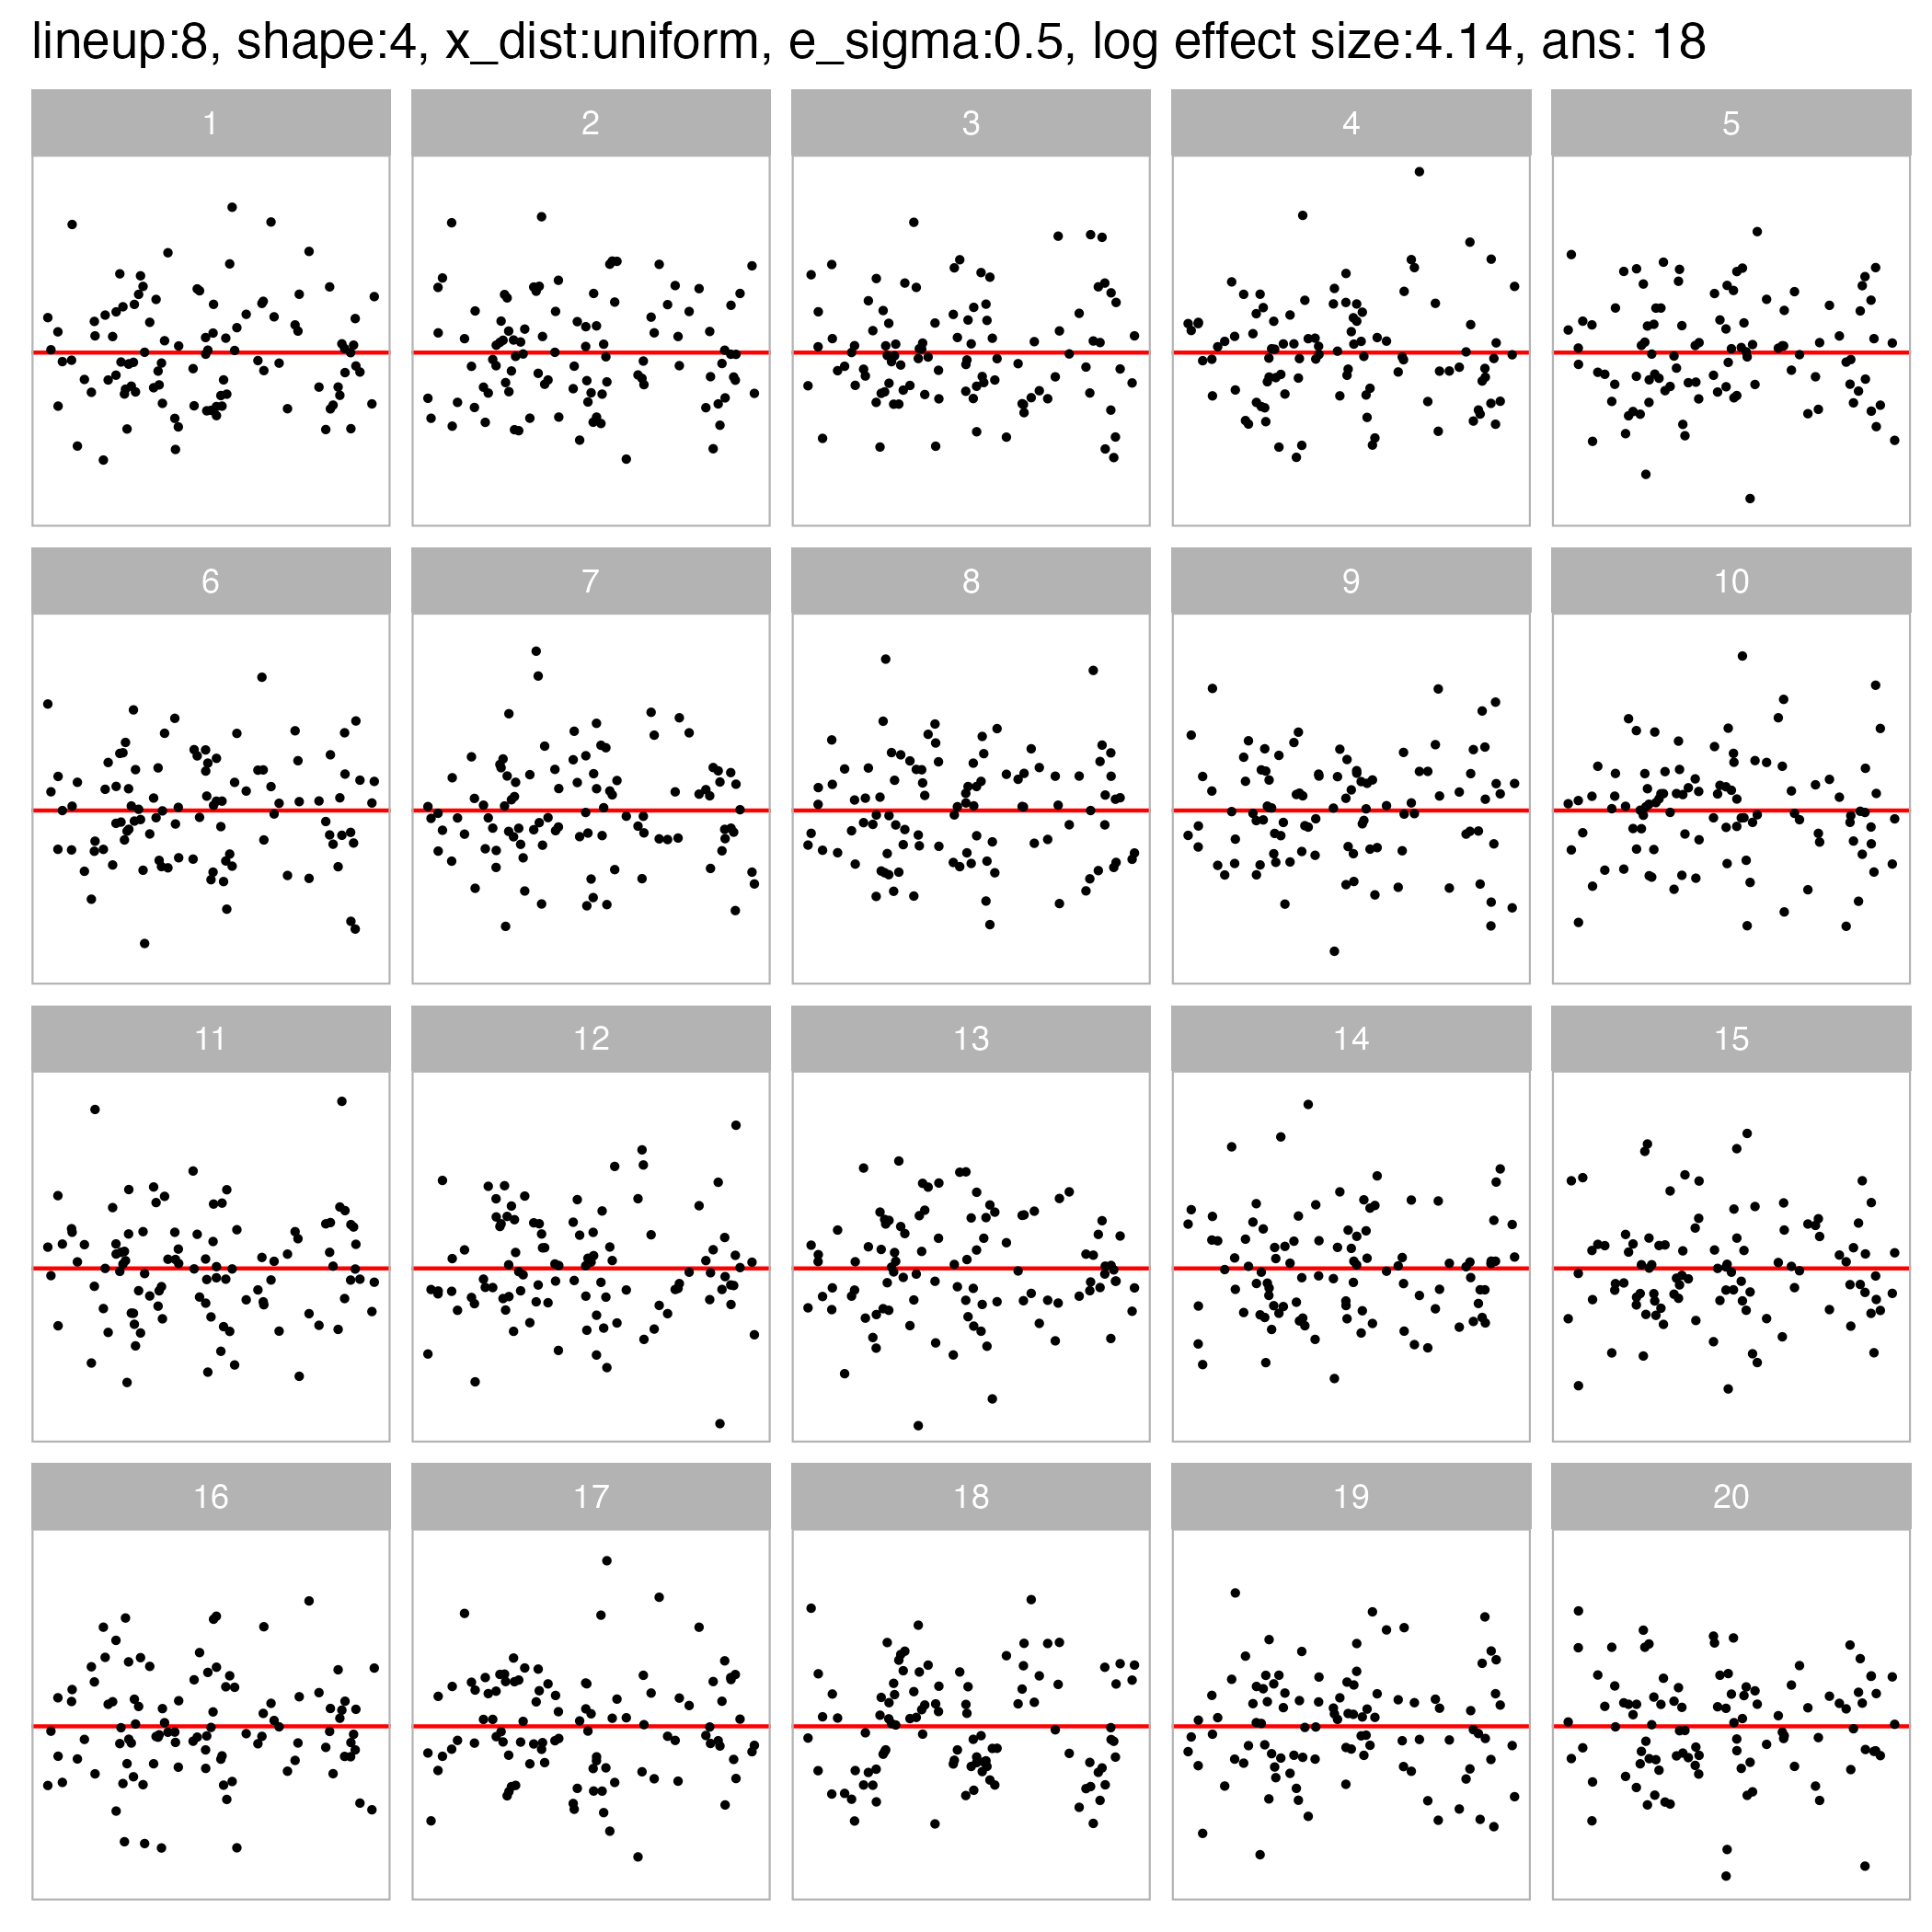 lineup:8, shape:4, x_dist:uniform, e_sigma:0.5, log effect size:4.14, ans: 18
1 2 3 4 5
6 7 8 9 10
11 12 13 14 15
16 17 18 19 20